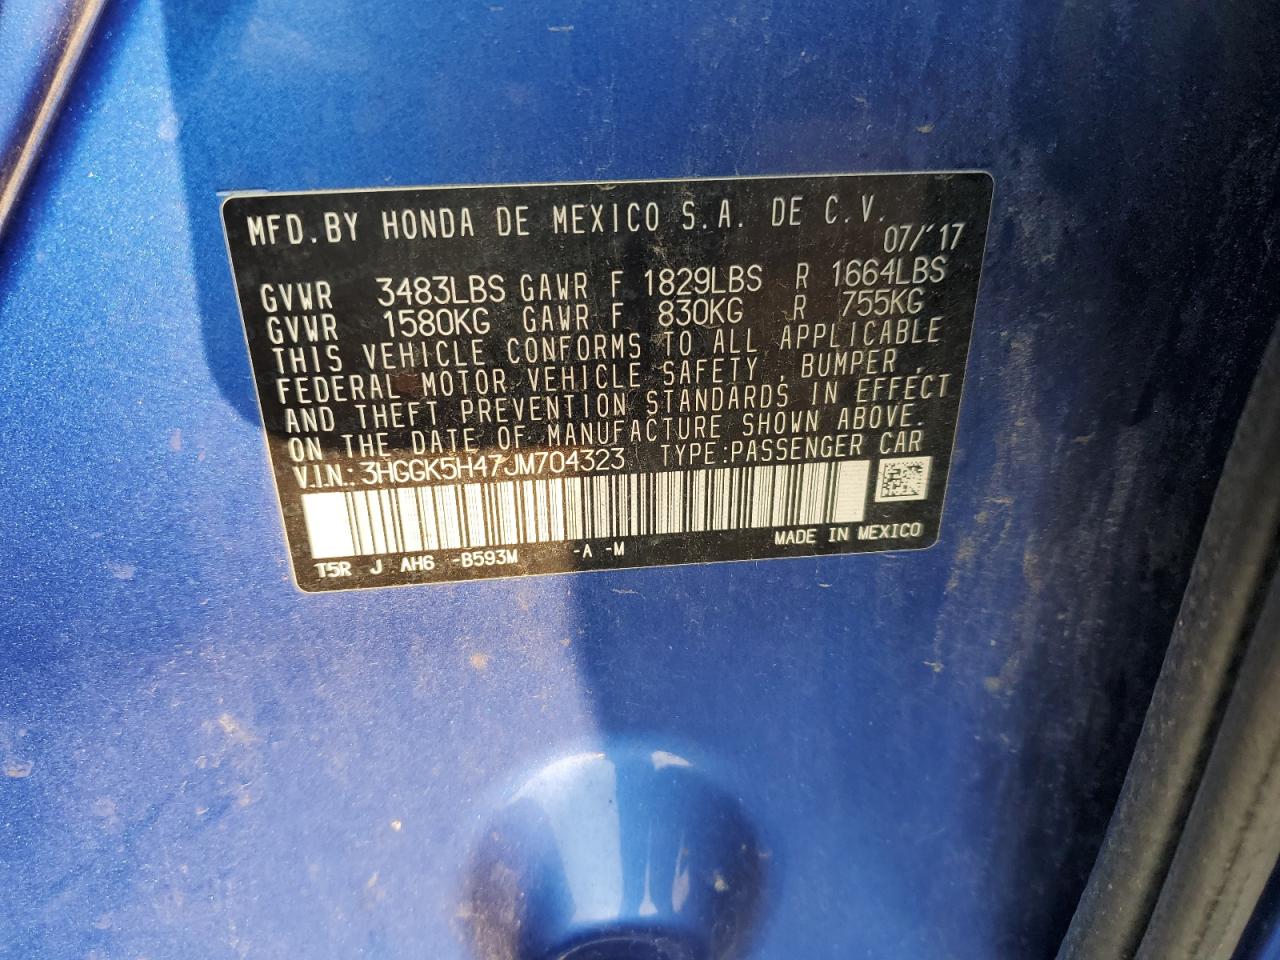 MFD. BY HONDA DE MEXICO S.A. DE C.V.
07/'17
GVWR 3483LBS GAWR F 1829LBS R 1664LBS
GVWR 1580KG GAWR F 830KG R 755KG
THIS VEHICLE CONFORMS TO ALL APPLICABLE
FEDERAL MOTOR VEHICLE SAFETY, BUMPER,
AND THEFT PREVENTION STANDARDS IN EFFECT
ON THE DATE OF MANUFACTURE SHOWN ABOVE.
V.I.N.: 3HGGK5H47JM704323 TYPE:PASSENGER CAR
MADE IN MEXICO
T5R J AH6 -B593M -A -M